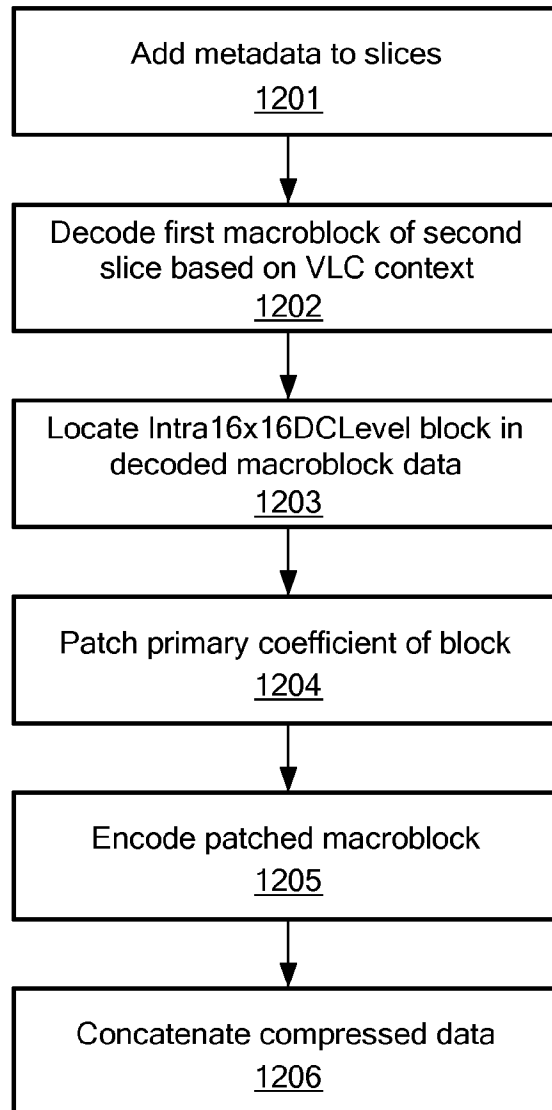 Add metadata to slices
1201
Decode first macroblock of second
slice based on VLC context
1202
Locate Intra16x16DCLevel block in
decoded macroblock data
1203
Patch primary coefficient of block
1204
Encode patched macroblock
1205
Concatenate compressed data
1206